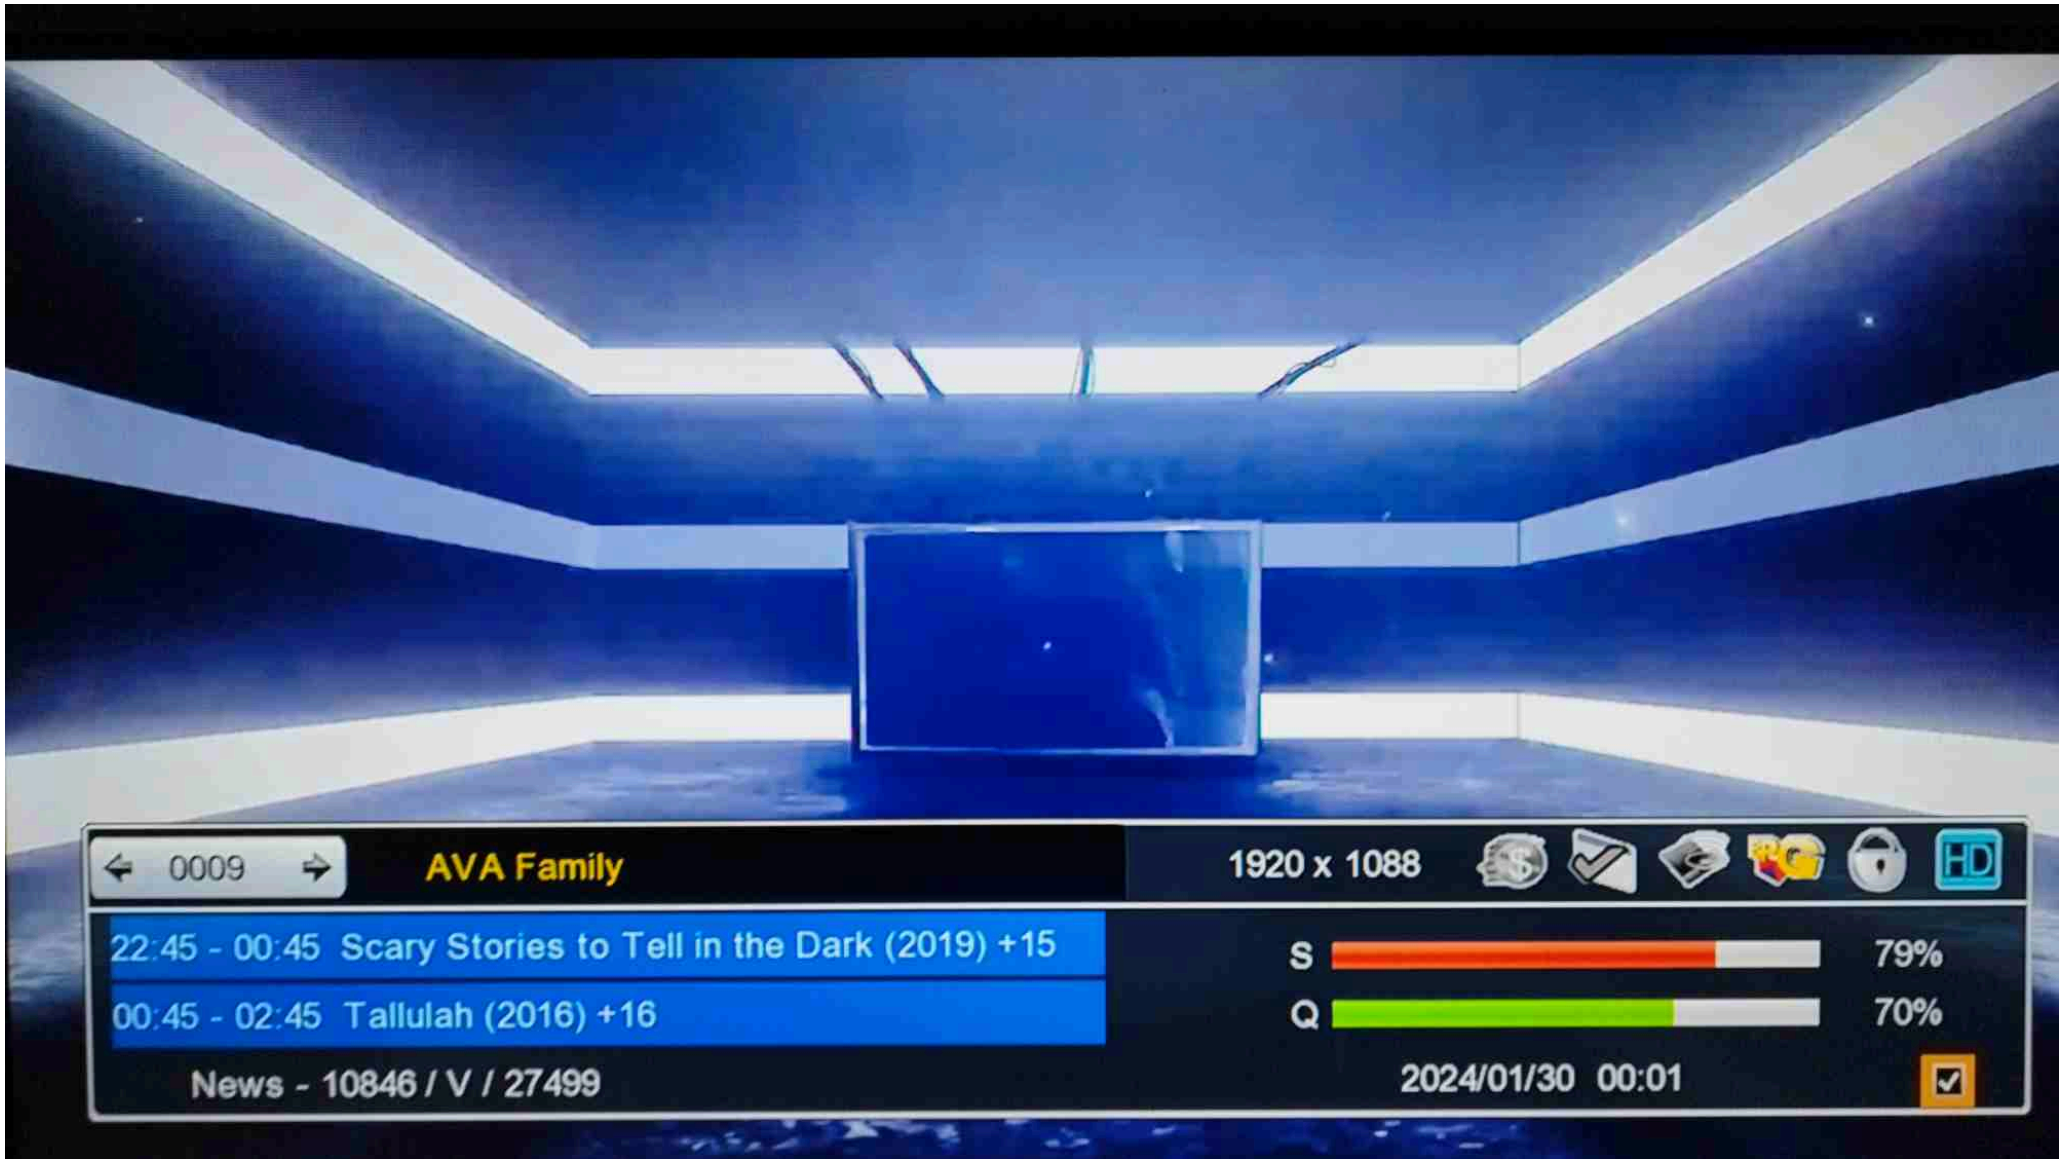 0009
AVA Family
1920 x 1088
$
HD
22:45 - 00:45 Scary Stories to Tell in the Dark (2019) +15
00:45 - 02:45 Tallulah (2016) +16
S 79%
Q 70%
News - 10846 / V / 27499
2024/01/30 00:01